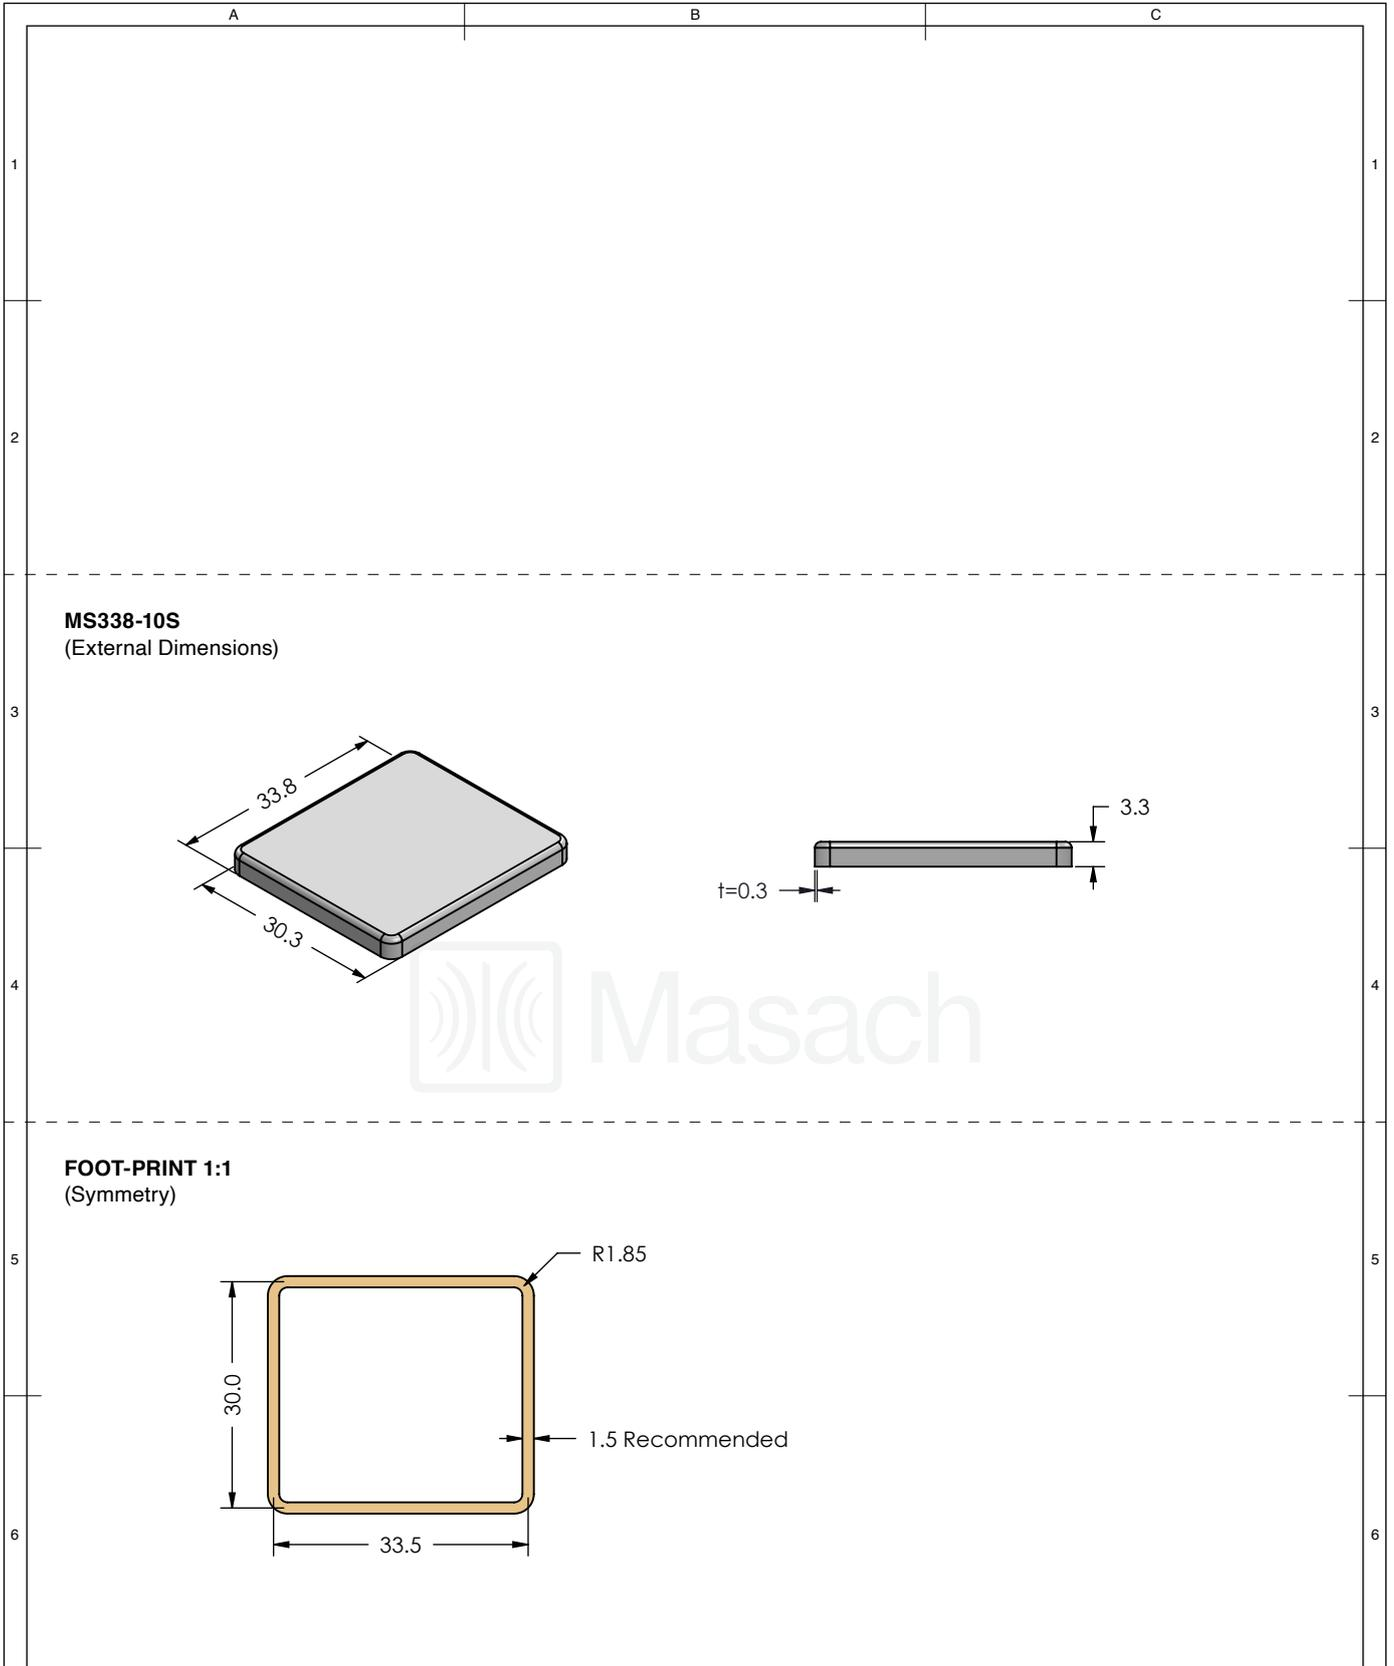 A B C
1 1
2 2
MS338-10S
(External Dimensions)
3 3
33.8
3.3
t=0.3
30.3
4 4
Masach
FOOT-PRINT 1:1
(Symmetry)
R1.85
5 5
30.0
1.5 Recommended
6 6
33.5